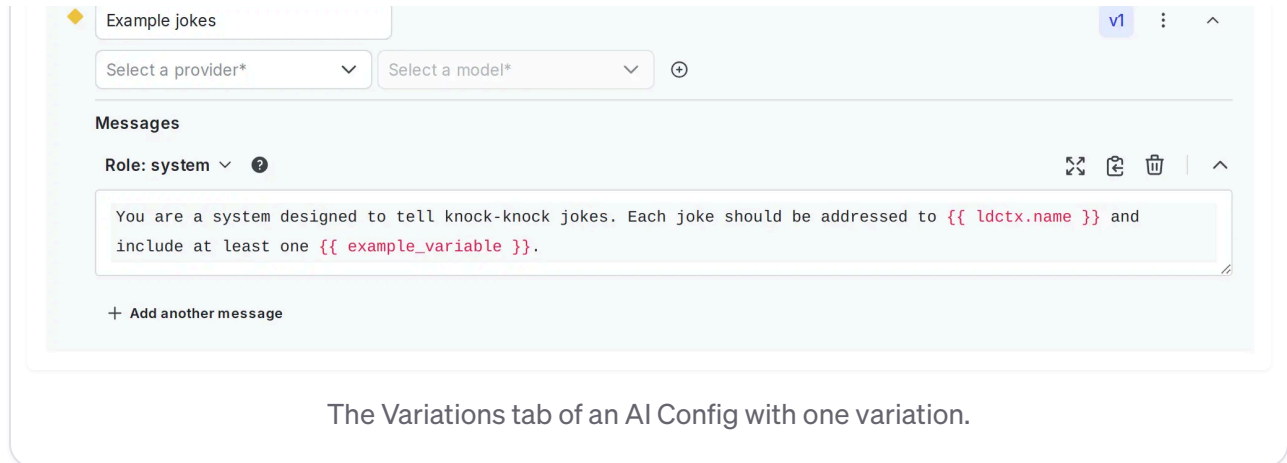 Example jokes
v1
Select a provider*
Select a model*
Messages
Role: system
You are a system designed to tell knock-knock jokes. Each joke should be addressed to {{ ldctx.name }} and
include at least one {{ example_variable }}.
Add another message
The Variations tab of an AI Config with one variation.